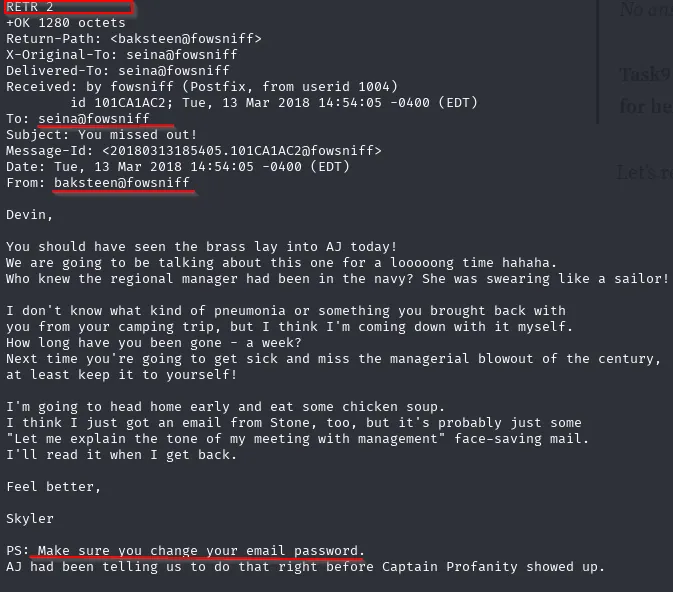 RETR 2
+OK 1280 octets
Return-Path: <baksteen@fowsniff>
X-Original-To: seina@fowsniff
Delivered-To: seina@fowsniff
Received: by fowsniff (Postfix, from userid 1004)
        id 101CA1AC2; Tue, 13 Mar 2018 14:54:05 -0400 (EDT)
To: seina@fowsniff
Subject: You missed out!
Message-Id: <20180313185405.101CA1AC2@fowsniff>
Date: Tue, 13 Mar 2018 14:54:05 -0400 (EDT)
From: baksteen@fowsniff

Devin,

You should have seen the brass lay into AJ today!
We are going to be talking about this one for a looooong time hahaha.
Who knew the regional manager had been in the navy? She was swearing like a sailor!

I don't know what kind of pneumonia or something you brought back with
you from your camping trip, but I think I'm coming down with it myself.
How long have you been gone - a week?
Next time you're going to get sick and miss the managerial blowout of the century,
at least keep it to yourself!

I'm going to head home early and eat some chicken soup.
I think I just got an email from Stone, too, but it's probably just some
"Let me explain the tone of my meeting with management" face-saving mail.
I'll read it when I get back.

Feel better,

Skyler

PS: Make sure you change your email password.
AJ had been telling us to do that right before Captain Profanity showed up.
No an
Task9
for he
Let's r